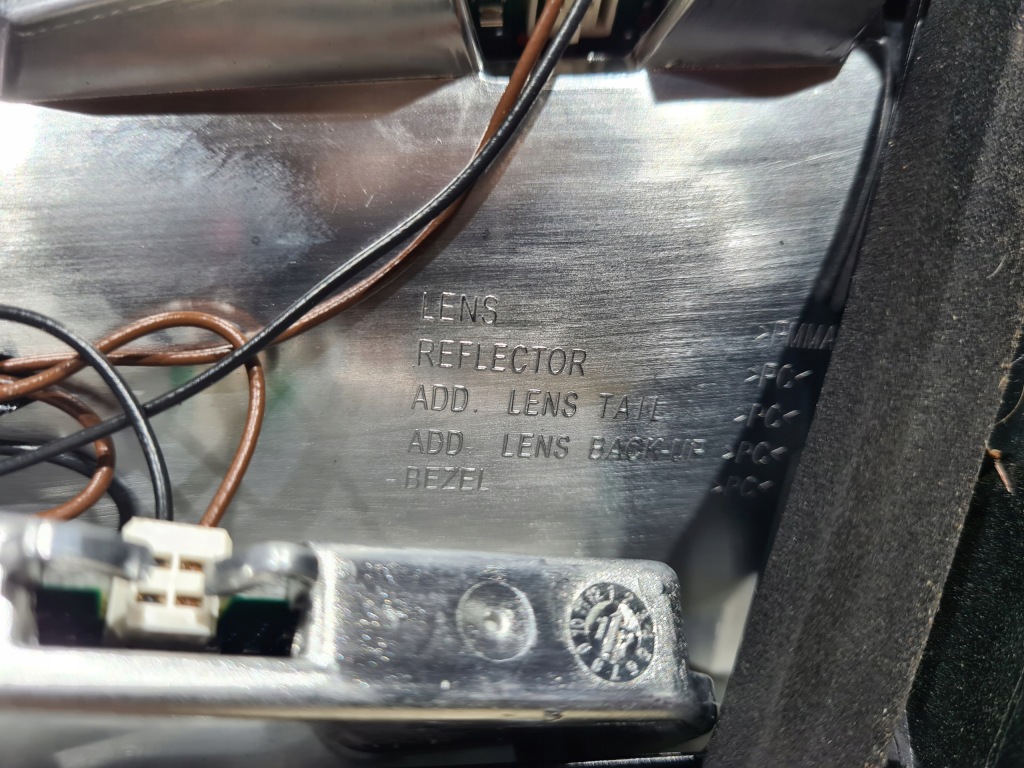 LENS >PMMA<
REFLECTOR >PC<
ADD. LENS TAIL >PC<
ADD. LENS BACK-UP >PC<
BEZEL >PC<